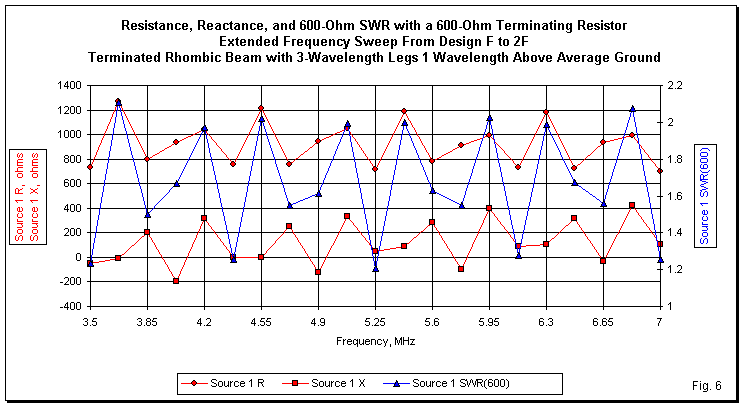 Resistance, Reactance, and 600-Ohm SWR with a 600-Ohm Terminating Resistor
Extended Frequency Sweep From Design F to 2F
Terminated Rhombic Beam with 3-Wavelength Legs 1 Wavelength Above Average Ground
Source 1 R, ohms
Source 1 X, ohms
1400
1200
1000
800
600
400
200
0
-200
-400
2.2
2
1.8
1.6
1.4
1.2
1
Source 1 SWR(600)
3.5 3.85 4.2 4.55 4.9 5.25 5.6 5.95 6.3 6.65 7
Frequency, MHz
Source 1 R Source 1 X Source 1 SWR(600)
Fig. 6